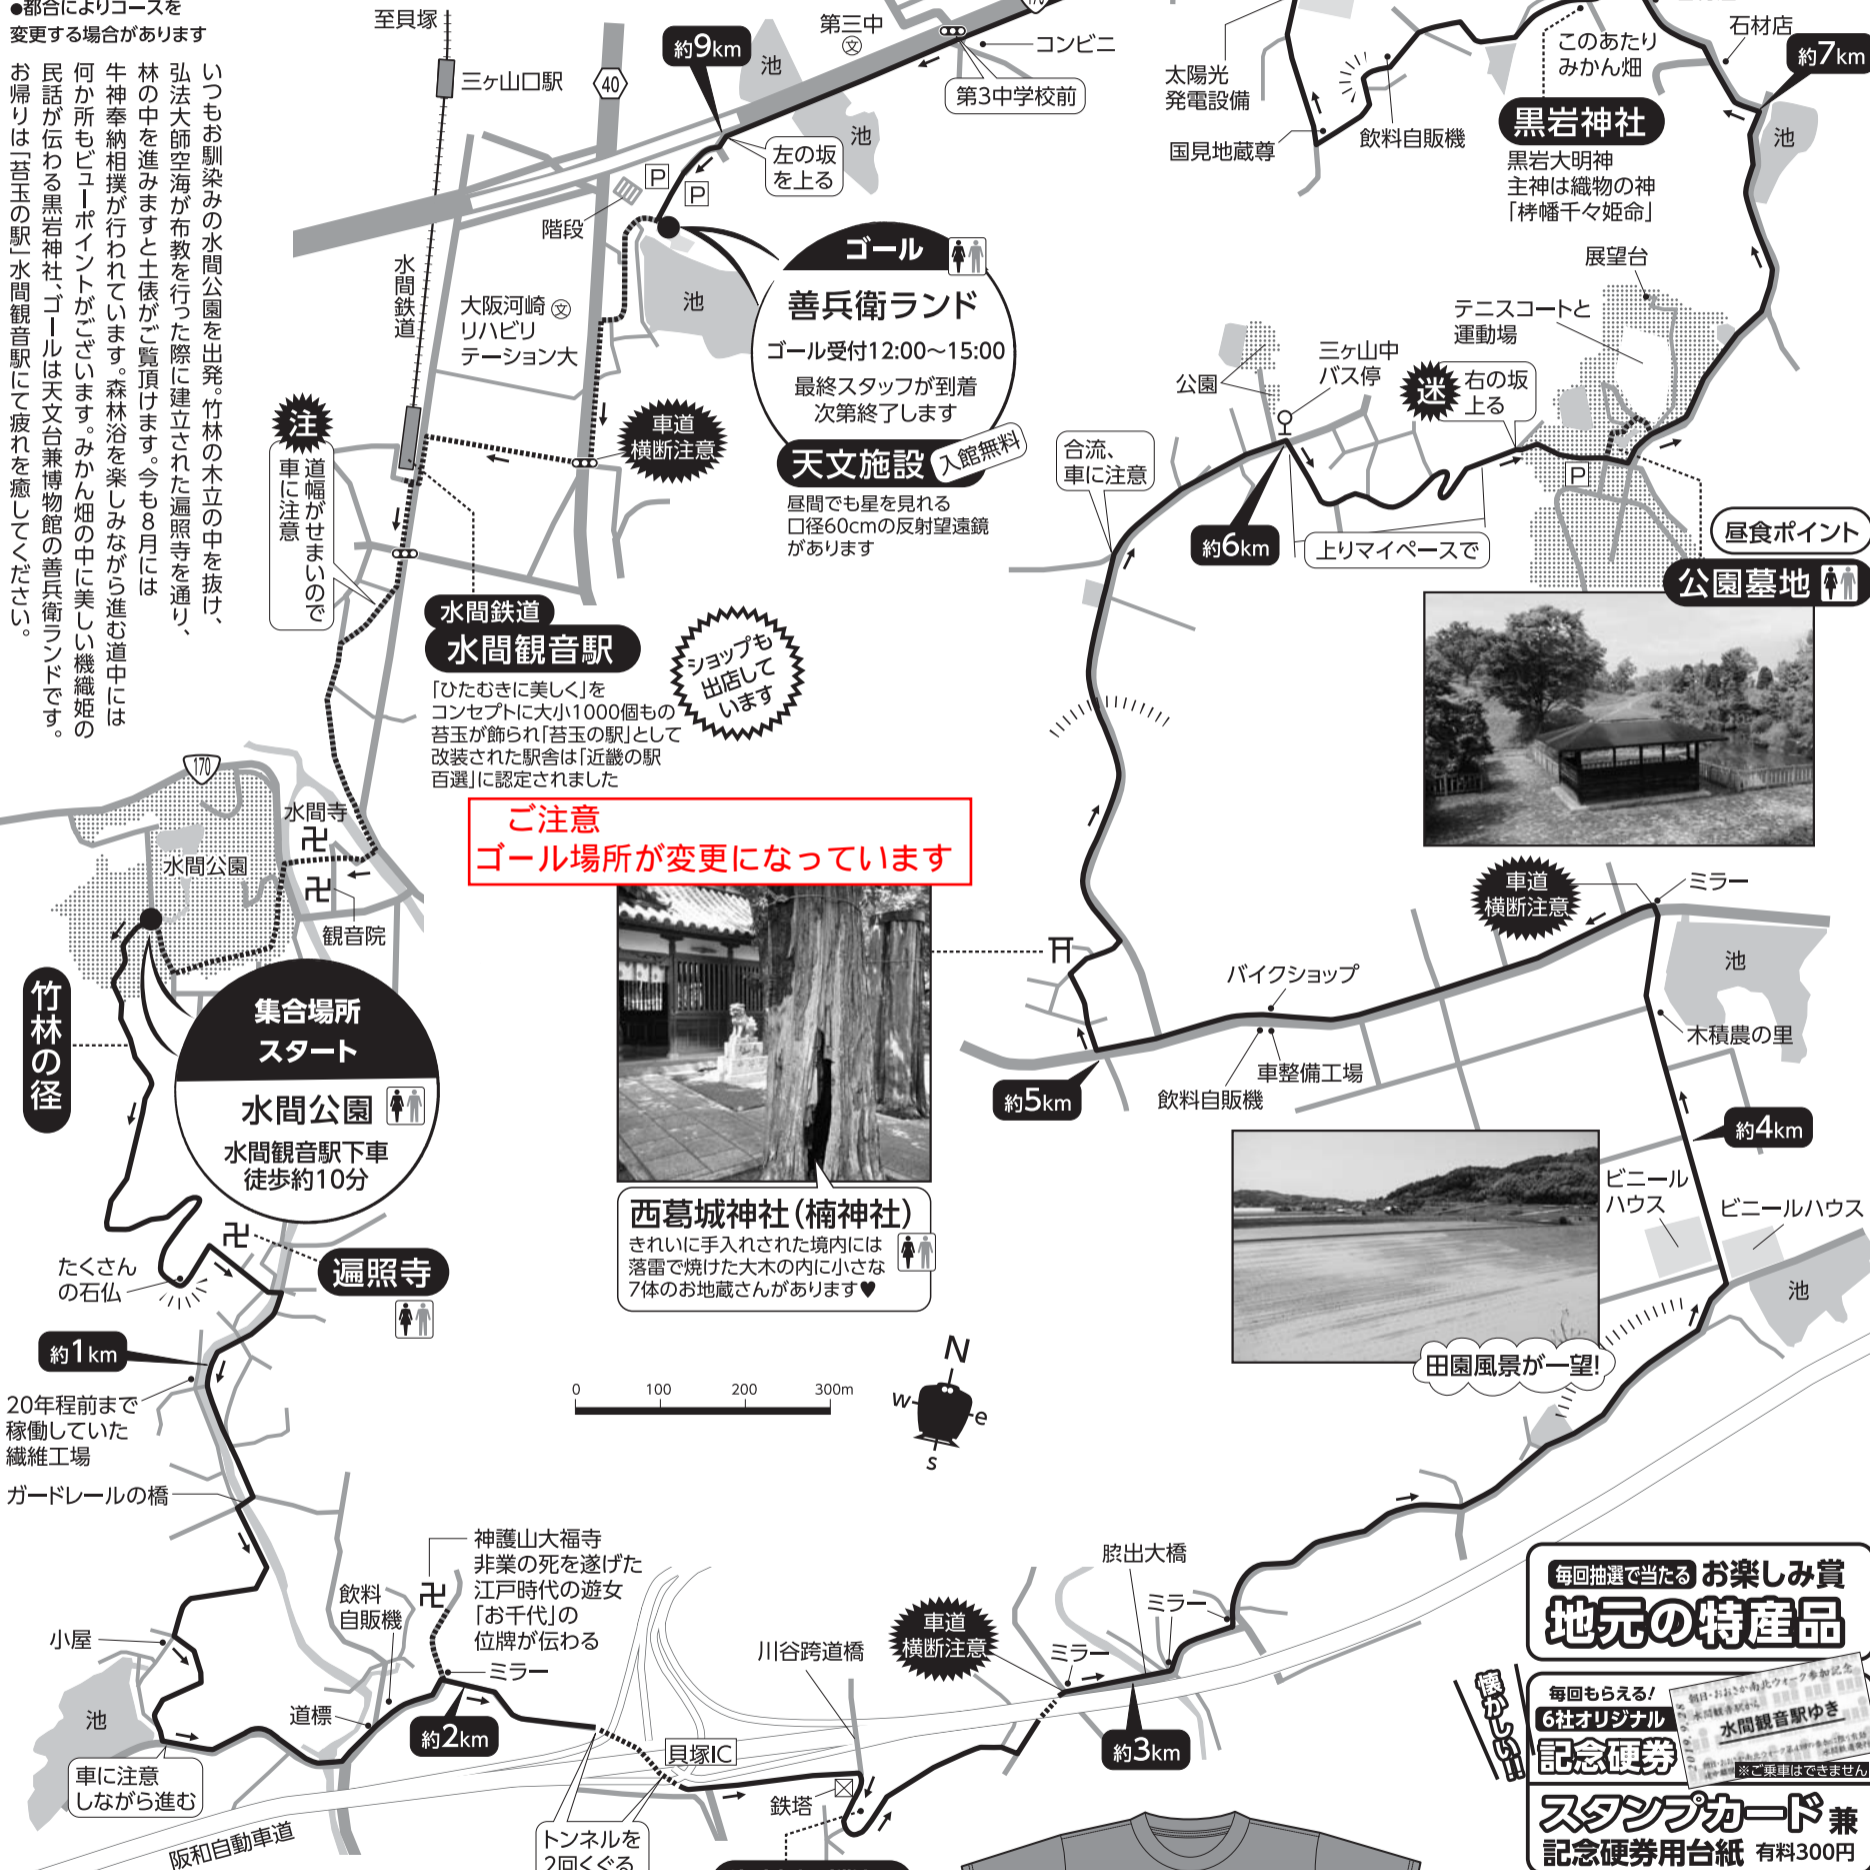 ●都合によりコースを
変更する場合があります
いつもお馴染みの水間公園を出発。竹林の木立の中を抜け、
弘法大師空海が布教を行った際に建立された遍照寺を通り、
林の中を進みますと土俵がご覧頂けます。今も8月には
牛神奉納相撲が行われています。森林浴を楽しみながら進む道中には
何か所もビューポイントがございます。みかん畑の中に美しい機織姫の
民話が伝わる黒岩神社、ゴールは天文台兼博物館の善兵衛ランドです。
お帰りは「苔玉の駅」水間観音駅にて疲れを癒してください。
至貝塚
三ヶ山口駅
40
約9km
池
第三中
文
コンビニ
第3中学校前
池
左の坂
を上る
P
P
階段
水間鉄道
大阪河崎 文
リハビリ
テーション大
池
ゴール
善兵衛ランド
ゴール受付12:00～15:00
最終スタッフが到着
次第終了します
天文施設
入館無料
昼間でも星を見れる
口径60cmの反射望遠鏡
があります
車道
横断注意
注
道幅がせまいので
車に注意
水間鉄道
水間観音駅
「ひたむきに美しく」を
コンセプトに大小1000個もの
苔玉が飾られ「苔玉の駅」として
改装された駅舎は「近畿の駅
百選」に認定されました
ショップも
出店して
います
太陽光
発電設備
国見地蔵尊
飲料自販機
このあたり
みかん畑
石材店
約7km
池
黒岩神社
黒岩大明神
主神は織物の神
「栲幡千々姫命」
展望台
テニスコートと
運動場
三ヶ山中
バス停
公園
迷
右の坂
上る
合流、
車に注意
P
約6km
上りマイペースで
昼食ポイント
公園墓地
170
水間寺
卍
水間公園
卍
観音院
竹林の径
集合場所
スタート
水間公園
水間観音駅下車
徒歩約10分
ご注意
ゴール場所が変更になっています
西葛城神社(楠神社)
きれいに手入れされた境内には
落雷で焼けた大木の内に小さな
7体のお地蔵さんがあります♥
車道
横断注意
ミラー
池
バイクショップ
木積農の里
車整備工場
飲料自販機
約5km
約4km
ビニール
ハウス
ビニールハウス
池
田園風景が一望!
卍
たくさん
の石仏
遍照寺
約1km
20年程前まで
稼働していた
繊維工場
ガードレールの橋
0 100 200 300m
N
w
e
s
神護山大福寺
非業の死を遂げた
江戸時代の遊女
「お千代」の
位牌が伝わる
卍
飲料
自販機
ミラー
小屋
道標
約2km
池
車に注意
しながら進む
阪和自動車道
貝塚IC
トンネルを
2回くぐる
鉄塔
川谷跨道橋
車道
横断注意
ミラー
ミラー
約3km
毎回抽選で当たる お楽しみ賞
地元の特産品
懐かしい!!
毎回もらえる!
6社オリジナル
記念硬券
水間観音駅ゆき
※ご乗車はできません
スタンプカード兼
記念硬券用台紙 有料300円